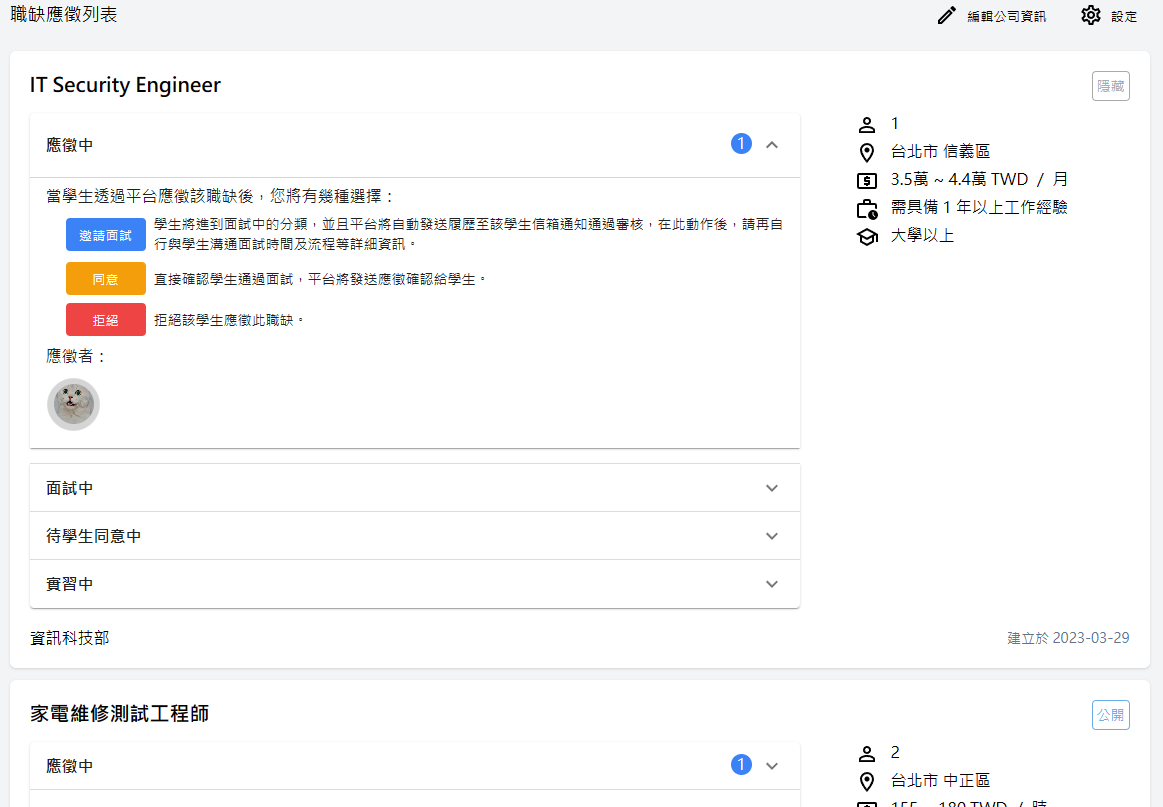 職缺應徵列表
編輯公司資訊
設定
IT Security Engineer
隱藏
應徵中
1
當學生透過平台應徵該職缺後，您將有幾種選擇：
邀請面試
學生將進到面試中的分類，並且平台將自動發送履歷至該學生信箱通知通過審核，在此動作後，請再自
行與學生溝通面試時間及流程等詳細資訊。
同意
直接確認學生通過面試，平台將發送應徵確認給學生。
拒絕
拒絕該學生應徵此職缺。
應徵者：
面試中
待學生同意中
實習中
1
台北市 信義區
3.5萬 ~ 4.4萬 TWD / 月
需具備 1 年以上工作經驗
大學以上
資訊科技部
建立於 2023-03-29
家電維修測試工程師
公開
應徵中
1
2
台北市 中正區
155 ~ 180 TWD / 時